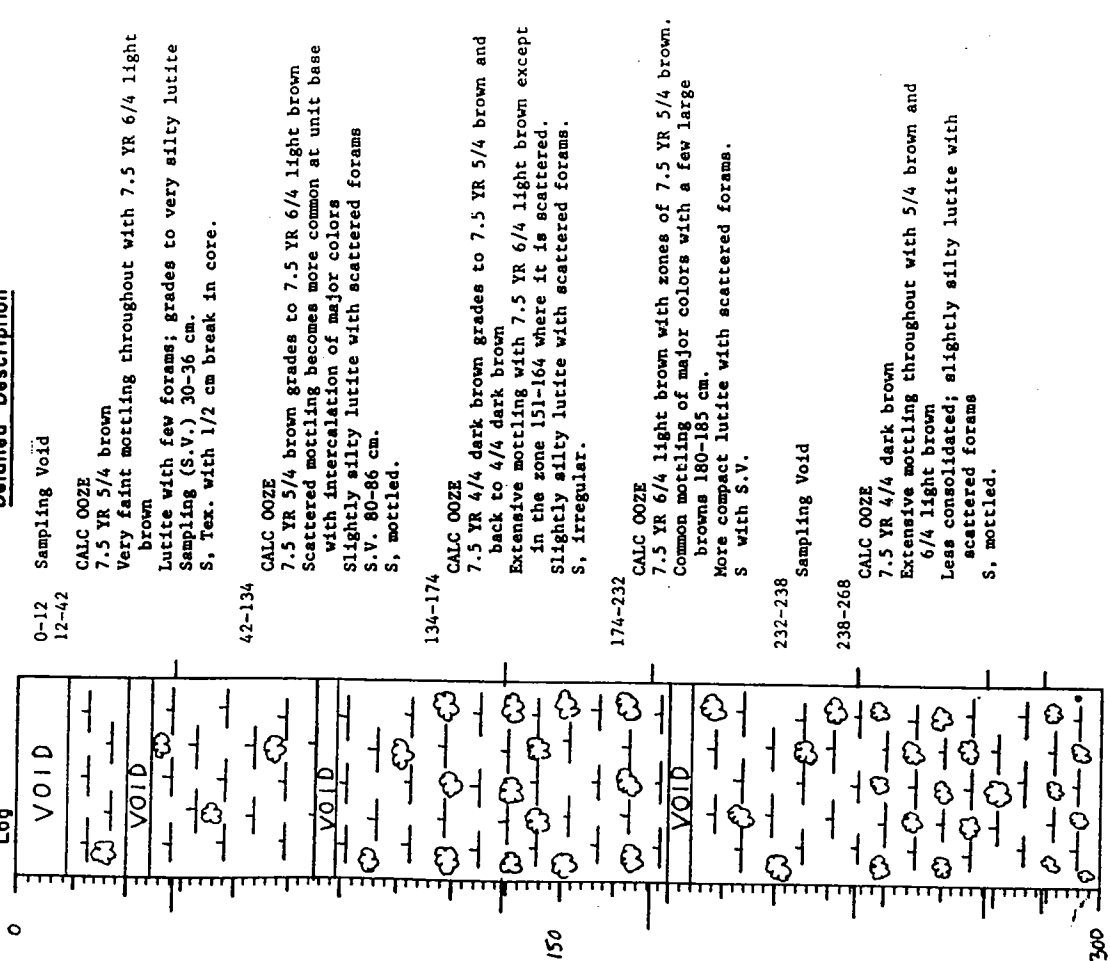 Log
Detailed Description
0
150
300
VOID
VOID
VOID
VOID
0-12 Sampling Void
12-42
CALC OOZE
7.5 YR 5/4 brown
Very faint mottling throughout with 7.5 YR 6/4 light
brown
Lutite with few forams; grades to very silty lutite
Sampling (S.V.) 30-36 cm.
S, Tex. with 1/2 cm break in core.
42-134
CALC OOZE
7.5 YR 5/4 brown grades to 7.5 YR 6/4 light brown
Scattered mottling becomes more common at unit base
with intercalation of major colors
Slightly silty lutite with scattered forams
S.V. 80-86 cm.
S, mottled.
134-174
CALC OOZE
7.5 YR 4/4 dark brown grades to 7.5 YR 5/4 brown and
back to 4/4 dark brown
Extensive mottling with 7.5 YR 6/4 light brown except
in the zone 151-164 where it is scattered.
Slightly silty lutite with scattered forams.
S, irregular.
174-232
CALC OOZE
7.5 YR 6/4 light brown with zones of 7.5 YR 5/4 brown.
Common mottling of major colors with a few large
browns 180-185 cm.
More compact lutite with scattered forams.
S with S.V.
232-238
Sampling Void
238-268
CALC OOZE
7.5 YR 4/4 dark brown
Extensive mottling throughout with 5/4 brown and
6/4 light brown
Less consolidated; slightly silty lutite with
scattered forams
S, mottled.